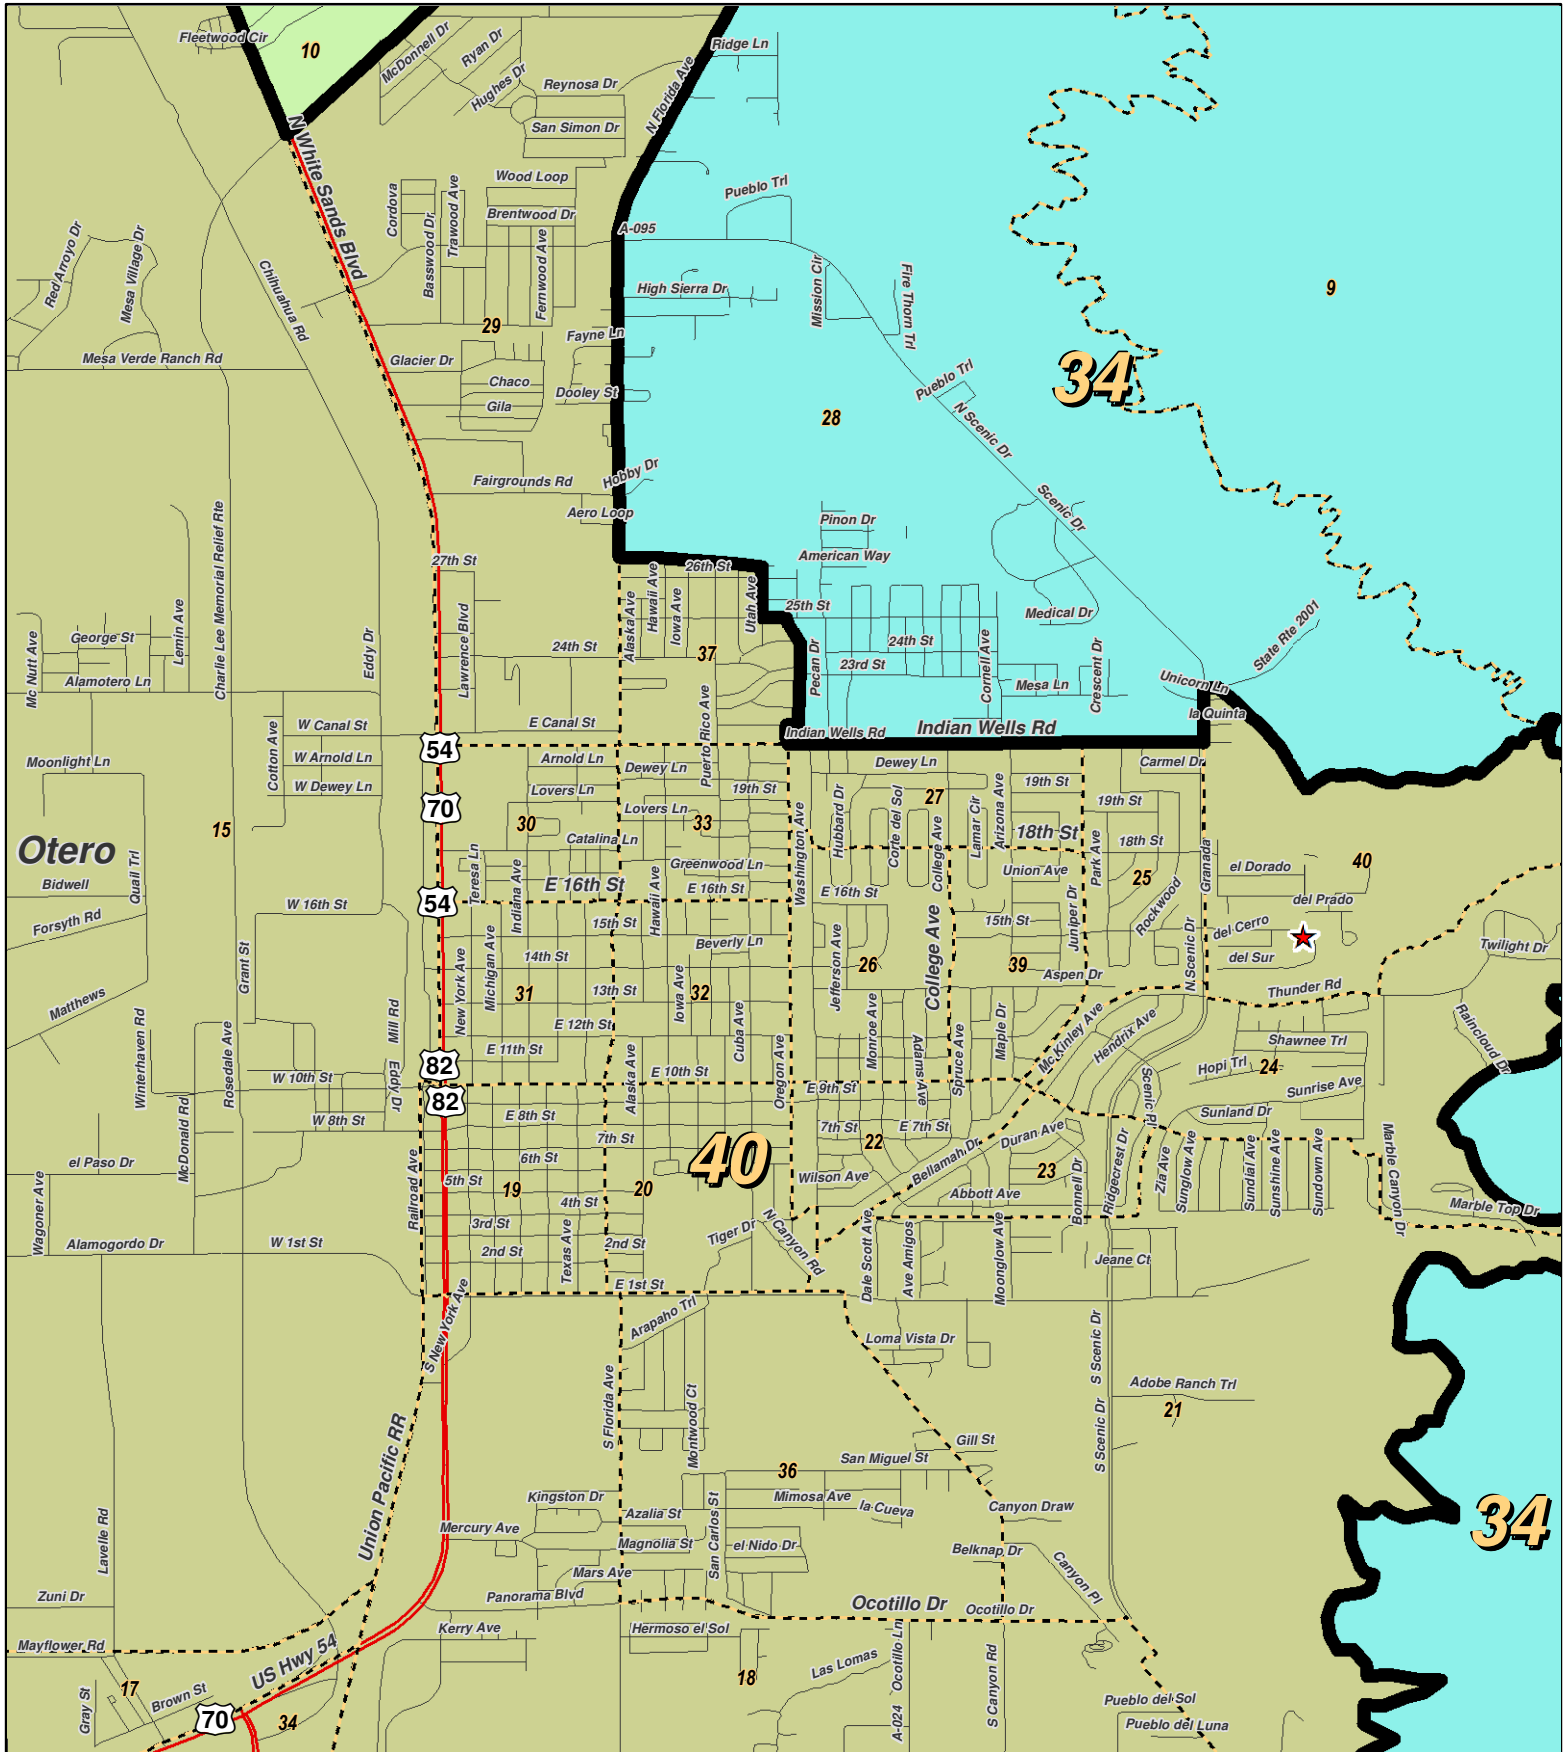 Fleetwood Cir
10
McDonnell Dr
Ryan Dr
Hughes Dr
Reynosa Dr
San Simon Dr
N Florida Ave
Ridge Ln
N White Sands Blvd
Wood Loop
Brentwood Dr
Cordova
Basswood Dr
Trawood Ave
Fernwood Ave
Pueblo Trl
A-095
Red Arroyo Dr
Mesa Village Dr
Chihuahua Rd
High Sierra Dr
Mission Cir
Fire Thorn Trl
9
29
Fayne Ln
Mesa Verde Ranch Rd
Glacier Dr
Chaco
Gila
Dooley St
Pueblo Trl
34
28
N Scenic Dr
Fairgrounds Rd
Hobby Dr
Aero Loop
Scenic Dr
Pinon Dr
American Way
27th St
26th St
Charlie Lee Memorial Relief Rte
Mc Nutt Ave
George St
Lemin Ave
Alamotero Ln
Eddy Dr
Lawrence Blvd
24th St
Alaska Ave
Hawaii Ave
Iowa Ave
Utah Ave
37
25th St
Pecan Dr
24th St
23rd St
Cornell Ave
Medical Dr
Mesa Ln
Crescent Dr
State Rte 2001
Unicorn Ln
la Quinta
W Canal St
E Canal St
Puerto Rico Ave
Indian Wells Rd
Indian Wells Rd
54
Moonlight Ln
Cotton Ave
W Arnold Ln
W Dewey Ln
Arnold Ln
Dewey Ln
Dewey Ln
Carmel Dr
70
Lovers Ln
Lovers Ln
19th St
19th St
19th St
Washington Ave
Hubbard Dr
Corte del Sol
27
College Ave
Lamar Cir
Arizona Ave
15
30
33
18th St
18th St
Otero
Catalina Ln
Greenwood Ln
Park Ave
Granada
40
Bidwell
Quail Trl
Teresa Ln
Indiana Ave
E 16th St
Hawaii Ave
E 16th St
E 16th St
Union Ave
25
el Dorado
54
W 16th St
Forsyth Rd
15th St
15th St
Juniper Dr
Rockwood
del Prado
del Cerro
Beverly Ln
14th St
Grant St
New York Ave
Michigan Ave
Jefferson Ave
26
College Ave
39
Aspen Dr
N Scenic Dr
del Sur
Twilight Dr
Matthews
31
13th St
Iowa Ave
32
Thunder Rd
Winterhaven Rd
Rosedale Ave
Mill Rd
E 12th St
E 11th St
Cuba Ave
Oregon Ave
Monroe Ave
Adams Ave
Spruce Ave
Maple Dr
Mc Kinley Ave
Hendrix Ave
Shawnee Trl
Raincloud Dr
82
W 10th St
E 10th St
E 9th St
Hopi Trl
24
Sunrise Ave
82
Eddy Dr
Alaska Ave
McDonald Rd
W 8th St
E 8th St
7th St
7th St
E 7th St
22
Duran Ave
Scenic Pl
Sunland Dr
40
el Paso Dr
6th St
Wagoner Ave
Railroad Ave
5th St
19
4th St
20
Wilson Ave
Bellamah Dr
23
Abbott Ave
Bonnell Dr
Ridgecrest Dr
Zia Ave
Sunglow Ave
Sundial Ave
Sunshine Ave
Sundown Ave
Marble Canyon Dr
Marble Top Dr
3rd St
Tiger Dr
N Canyon Rd
Alamogordo Dr
W 1st St
2nd St
Texas Ave
2nd St
Dale Scott Ave
Ave Amigos
Moonglow Ave
Jeane Ct
E 1st St
S New York Ave
Arapaho Trl
Loma Vista Dr
S Scenic Dr
Adobe Ranch Trl
21
S Florida Ave
Montwood Ct
S Scenic Dr
Union Pacific RR
Gill St
San Miguel St
36
Lavelle Rd
Kingston Dr
Mimosa Ave
la Cueva
Canyon Draw
34
Azalia St
San Carlos St
Mercury Ave
Magnolia St
el Nido Dr
Belknap Dr
Canyon Pl
Mars Ave
Zuni Dr
Panorama Blvd
Ocotillo Dr
Ocotillo Dr
Kerry Ave
Hermoso el Sol
Mayflower Rd
US Hwy 54
Las Lomas
Ocotillo Ln
18
17
Gray St
Brown St
70
34
A-024
S Canyon Rd
Pueblo del Sol
Pueblo del Luna